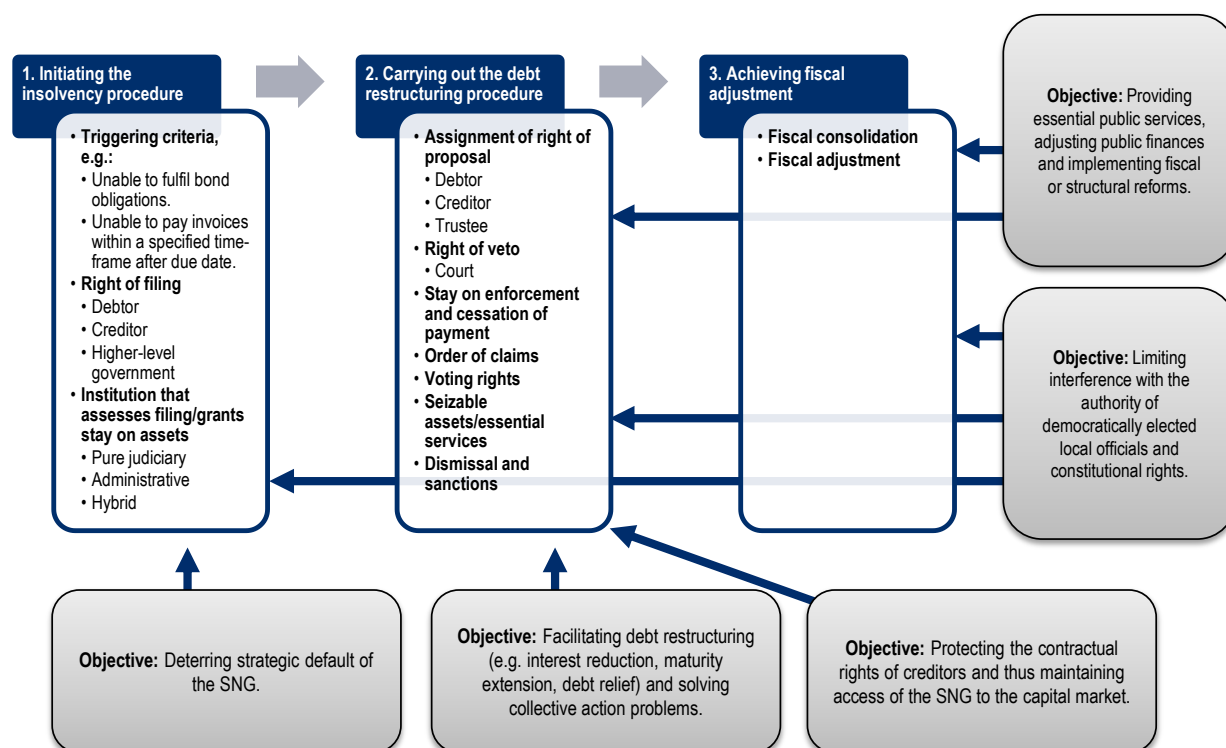 1. Initiating the
insolvency procedure
• Triggering criteria,
e.g.:
• Unable to fulfil bond
obligations.
• Unable to pay invoices
within a specified time-
frame after due date.
• Right of filing
• Debtor
• Creditor
• Higher-level
government
• Institution that
assesses filing/grants
stay on assets
• Pure judiciary
• Administrative
• Hybrid
2. Carrying out the debt
restructuring procedure
• Assignment of right of
proposal
• Debtor
• Creditor
• Trustee
• Right of veto
• Court
• Stay on enforcement
and cessation of
payment
• Order of claims
• Voting rights
• Seizable
assets/essential
services
• Dismissal and
sanctions
3. Achieving fiscal
adjustment
• Fiscal consolidation
• Fiscal adjustment
Objective: Providing
essential public services,
adjusting public finances
and implementing fiscal
or structural reforms.
Objective: Limiting
interference with the
authority of
democratically elected
local officials and
constitutional rights.
Objective: Deterring strategic default of
the SNG.
Objective: Facilitating debt restructuring
(e.g. interest reduction, maturity
extension, debt relief) and solving
collective action problems.
Objective: Protecting the contractual
rights of creditors and thus maintaining
access of the SNG to the capital market.